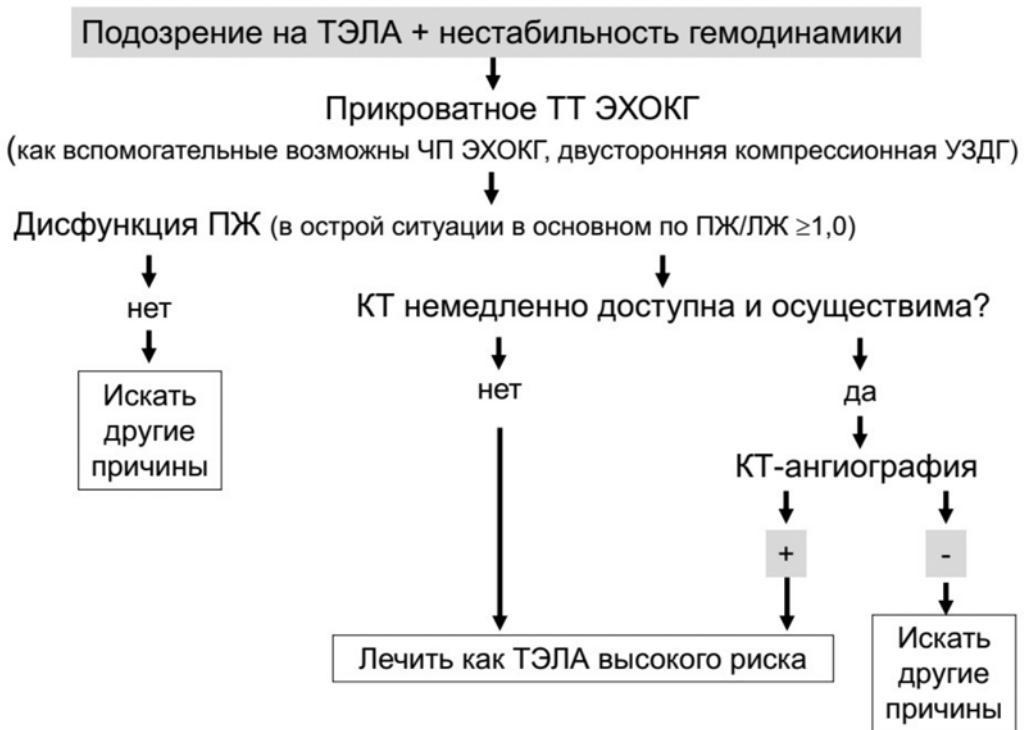 Подозрение на ТЭЛА + нестабильность гемодинамики
Прикроватное ТТ ЭХОКГ
(как вспомогательные возможны ЧП ЭХОКГ, двусторонняя компрессионная УЗДГ)
Дисфункция ПЖ (в острой ситуации в основном по ПЖ/ЛЖ ≥1,0)
нет
КТ немедленно доступна и осуществима?
Искать
другие
причины
нет
да
КТ-ангиография
+
-
Лечить как ТЭЛА высокого риска
Искать
другие
причины